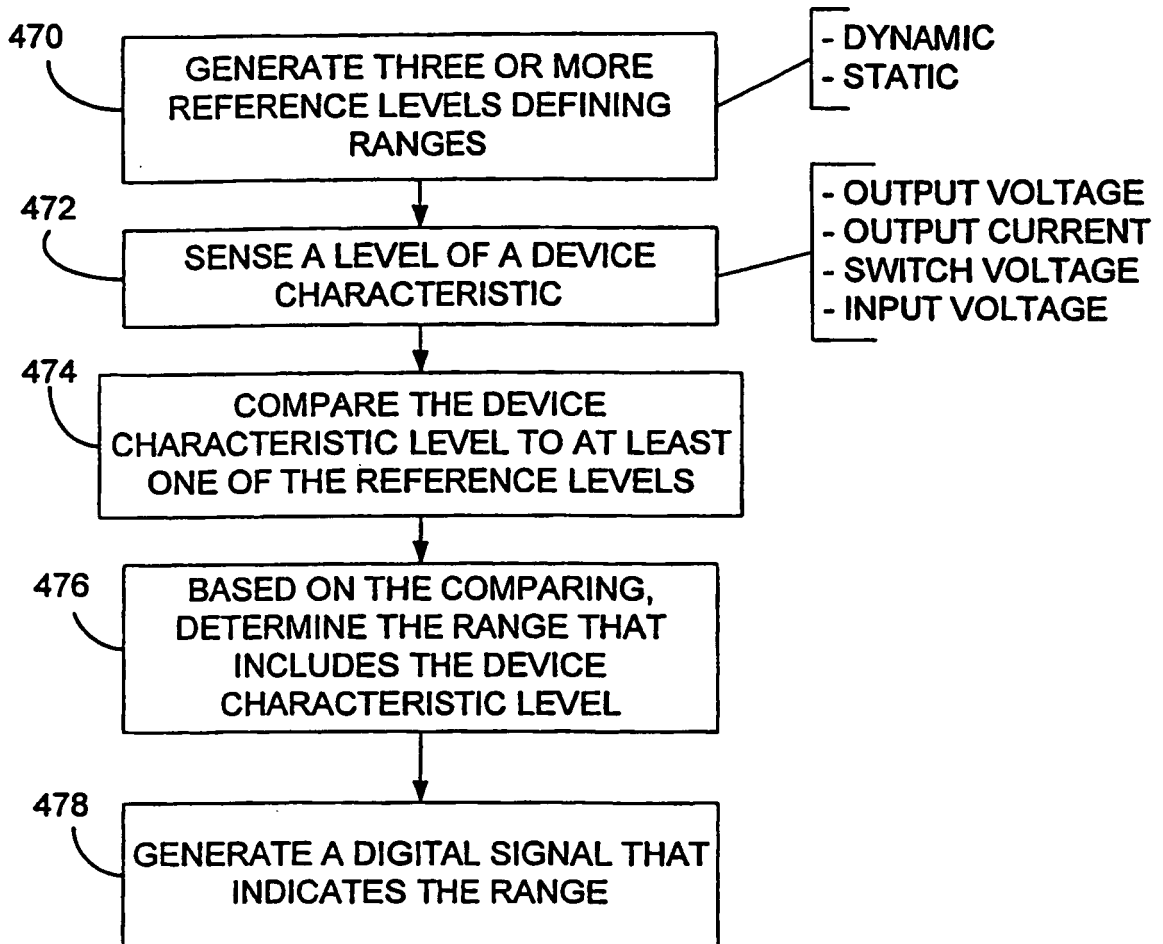 470
GENERATE THREE OR MORE
REFERENCE LEVELS DEFINING
RANGES
- DYNAMIC
- STATIC
472
SENSE A LEVEL OF A DEVICE
CHARACTERISTIC
- OUTPUT VOLTAGE
- OUTPUT CURRENT
- SWITCH VOLTAGE
- INPUT VOLTAGE
474
COMPARE THE DEVICE
CHARACTERISTIC LEVEL TO AT LEAST
ONE OF THE REFERENCE LEVELS
476
BASED ON THE COMPARING,
DETERMINE THE RANGE THAT
INCLUDES THE DEVICE
CHARACTERISTIC LEVEL
478
GENERATE A DIGITAL SIGNAL THAT
INDICATES THE RANGE